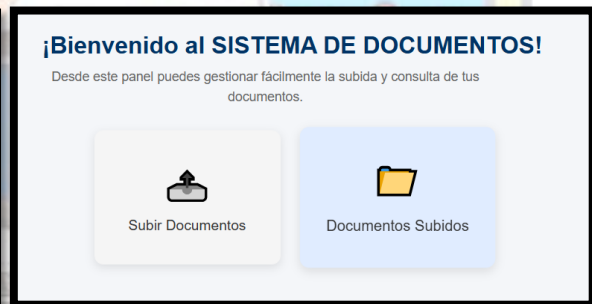 ¡Bienvenido al SISTEMA DE DOCUMENTOS!
Desde este panel puedes gestionar fácilmente la subida y consulta de tus
documentos.
Subir Documentos
Documentos Subidos